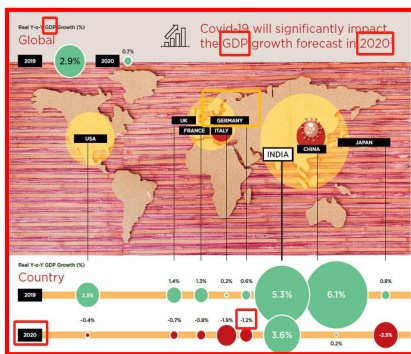 Real Y-o-Y GDP Growth (%)
Global
2019 2.9% 2020 0.7%
Covid-19 will significantly impact
the GDP growth forecast in 2020
USA
UK GERMANY
FRANCE ITALY
INDIA
CHINA
JAPAN
Real Y-o-Y GDP Growth (%)
Country
1.4% 1.3% 0.2% 0.6% 0.8%
2019 2.3% 5.3% 6.1%
-0.4% -0.7% -0.8% -1.9% -1.2%
2020 3.6% -2.5%
0.2%